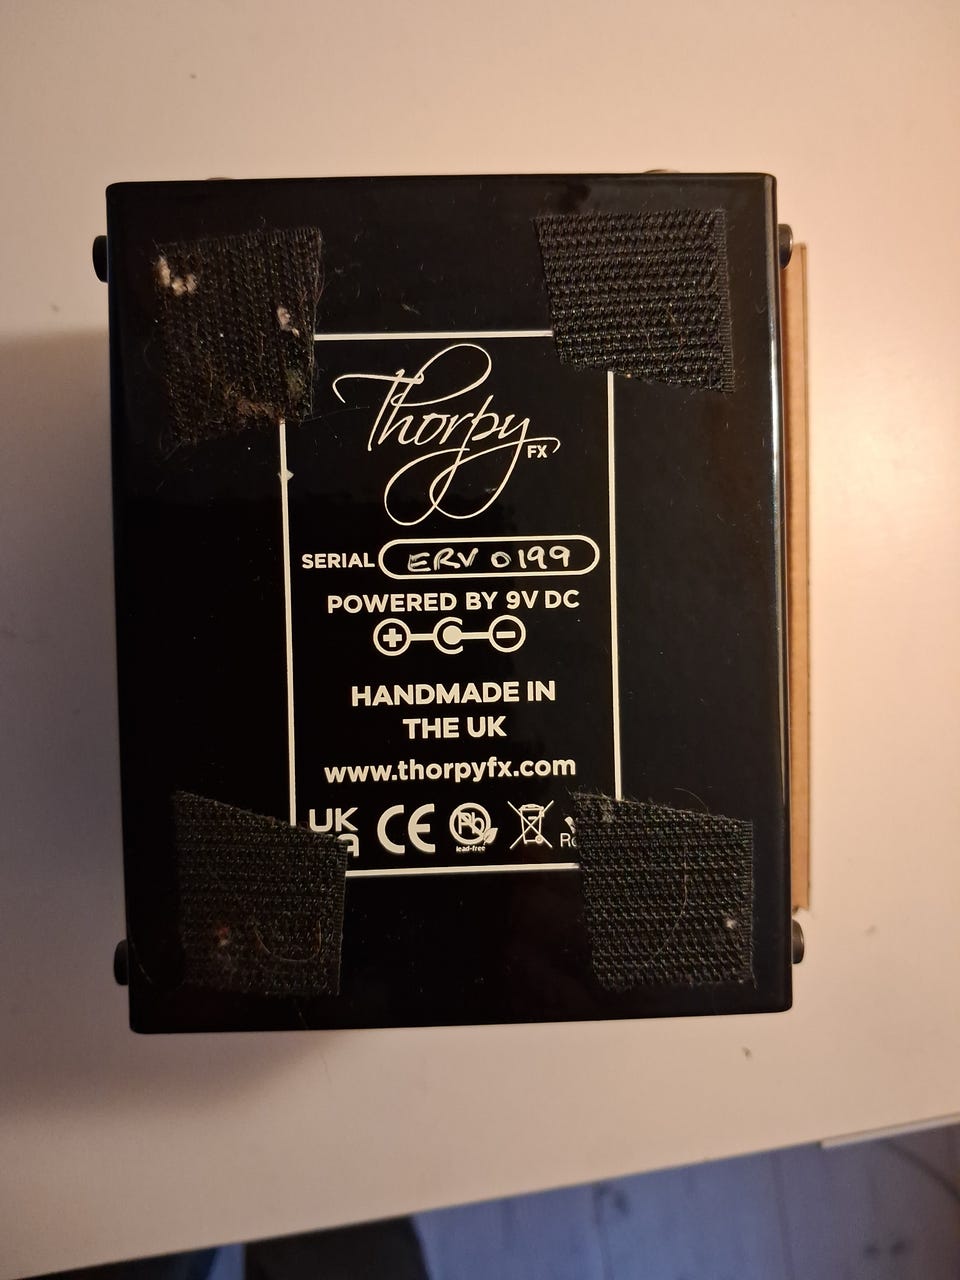 Thorpy
FX
SERIAL ERV 0199
POWERED BY 9V DC
+ -
HANDMADE IN
THE UK
www.thorpyfx.com
UK CE Pb
lead-free